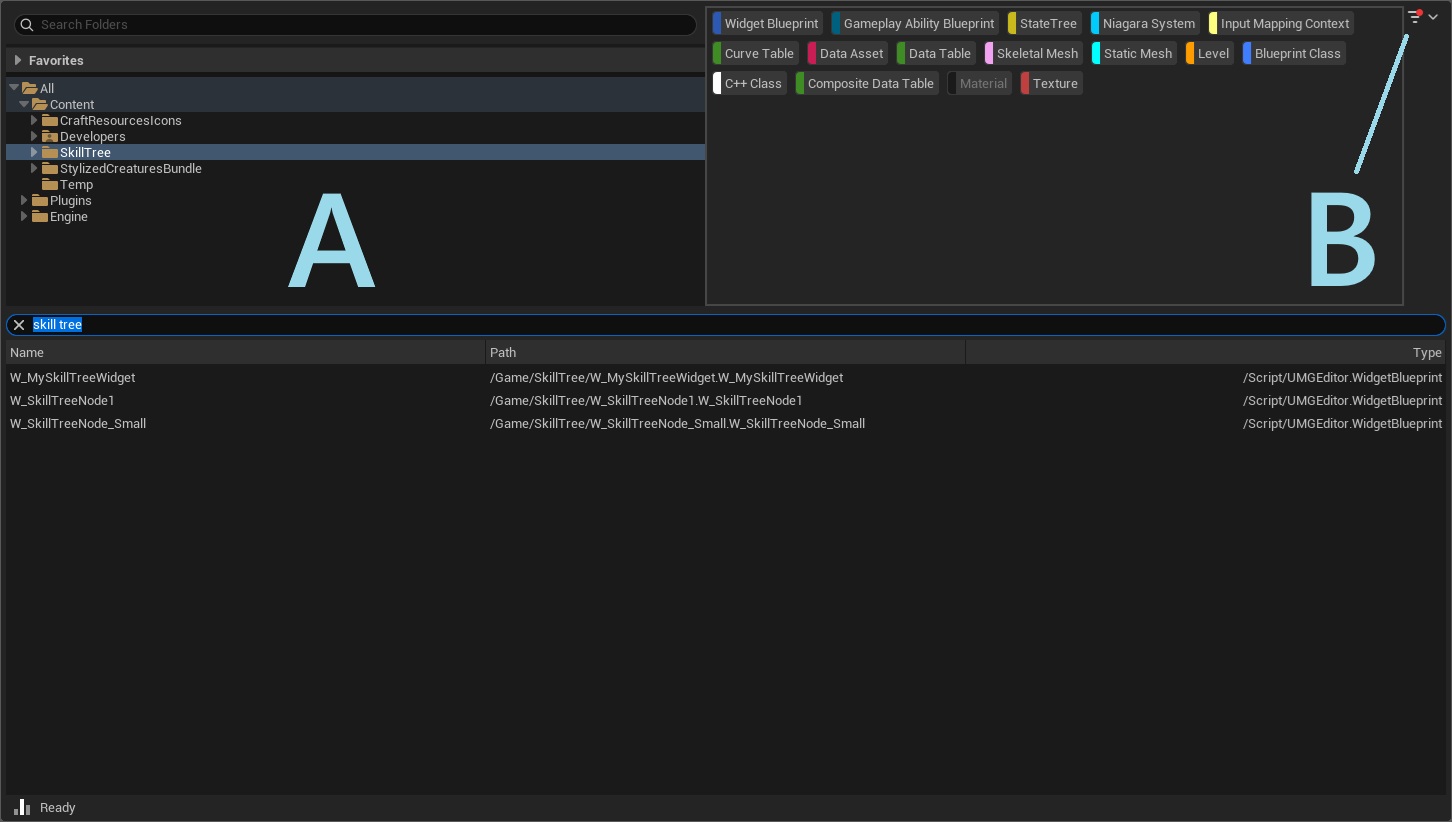 Search Folders
Favorites
All
Content
CraftResourcesIcons
Developers
SkillTree
StylizedCreaturesBundle
Temp
Plugins
Engine
A
Widget Blueprint Gameplay Ability Blueprint StateTree Niagara System Input Mapping Context
Curve Table Data Asset Data Table Skeletal Mesh Static Mesh Level Blueprint Class
C++ Class Composite Data Table Material Texture
B
skill tree
Name Path Type
W_MySkillTreeWidget /Game/SkillTree/W_MySkillTreeWidget.W_MySkillTreeWidget /Script/UMGEditor.WidgetBlueprint
W_SkillTreeNode1 /Game/SkillTree/W_SkillTreeNode1.W_SkillTreeNode1 /Script/UMGEditor.WidgetBlueprint
W_SkillTreeNode_Small /Game/SkillTree/W_SkillTreeNode_Small.W_SkillTreeNode_Small /Script/UMGEditor.WidgetBlueprint
Ready